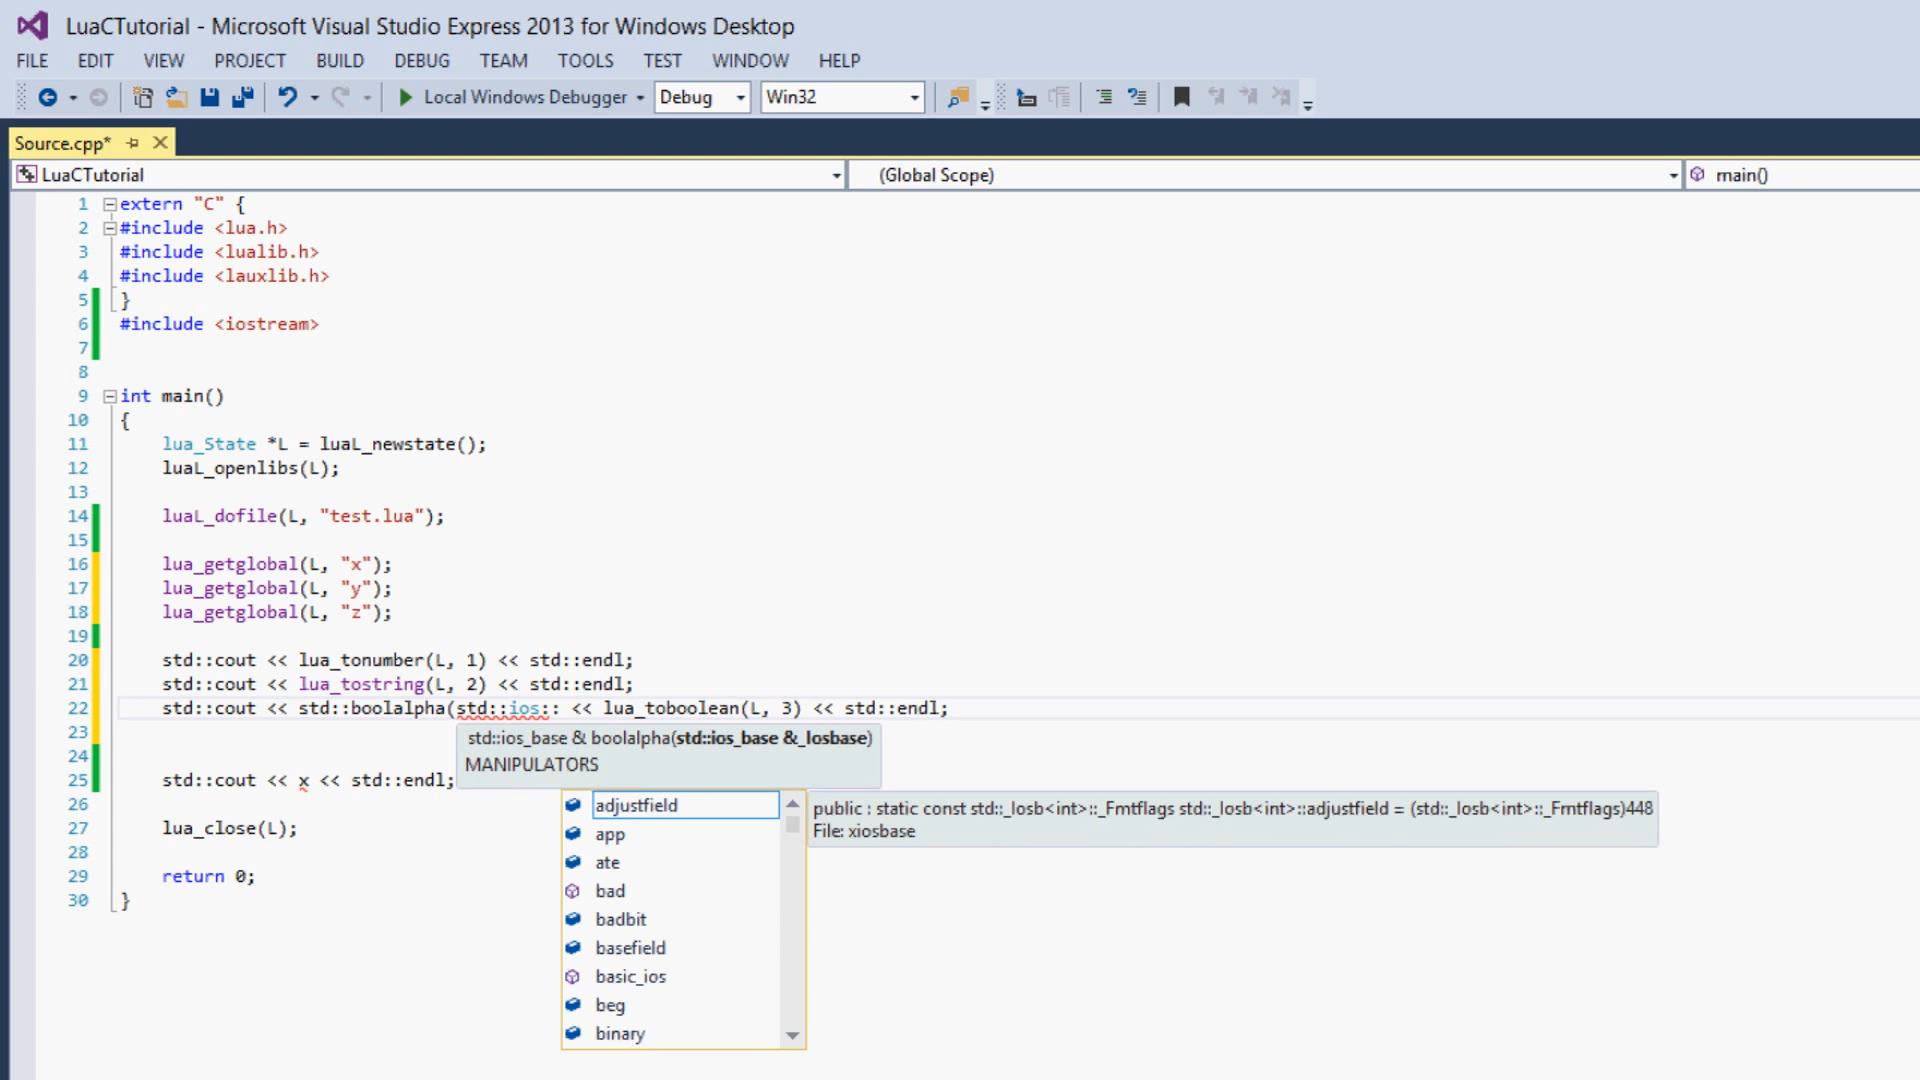 LuaCTutorial - Microsoft Visual Studio Express 2013 for Windows Desktop
FILE EDIT VIEW PROJECT BUILD DEBUG TEAM TOOLS TEST WINDOW HELP
Local Windows Debugger Debug Win32
Source.cpp*
LuaCTutorial (Global Scope) main()
1 extern "C" {
2 #include <lua.h>
3 #include <lualib.h>
4 #include <lauxlib.h>
5 }
6 #include <iostream>
7
8
9 int main()
10 {
11 lua_State *L = luaL_newstate();
12 luaL_openlibs(L);
13
14 luaL_dofile(L, "test.lua");
15
16 lua_getglobal(L, "x");
17 lua_getglobal(L, "y");
18 lua_getglobal(L, "z");
19
20 std::cout << lua_tonumber(L, 1) << std::endl;
21 std::cout << lua_tostring(L, 2) << std::endl;
22 std::cout << std::boolalpha(std::ios:: << lua_toboolean(L, 3) << std::endl;
23
std::ios_base & boolalpha(std::ios_base &_Iosbase)
24
MANIPULATORS
25 std::cout << x << std::endl;
26
27 lua_close(L);
28
29 return 0;
30 }
adjustfield
app
ate
bad
badbit
basefield
basic_ios
beg
binary
public : static const std::_Iosb<int>::_Fmtflags std::_Iosb<int>::adjustfield = (std::_Iosb<int>::_Fmtflags)448
File: xiosbase